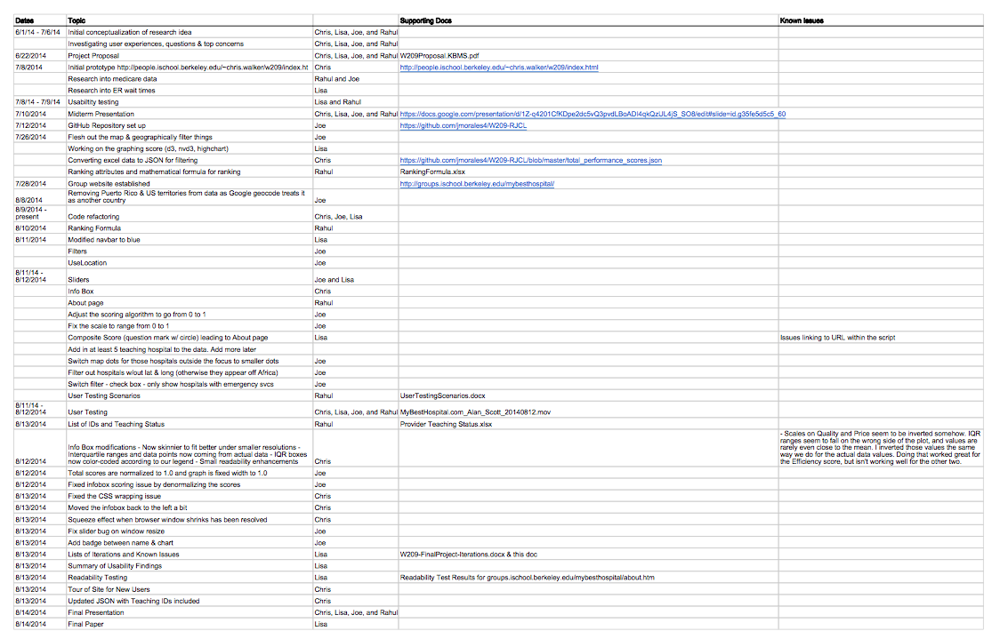 Dates Topic Supporting Docs Known Issues
6/1/14 - 7/6/14 Initial conceptualization of research idea Chris, Lisa, Joe, and Rahul
Investigating user experiences, questions & top concerns Chris, Lisa, Joe, and Rahul
6/22/2014 Project Proposal Chris, Lisa, Joe, and Rahul W209Proposal.KBMS.pdf
7/8/2014 Initial prototype http://people.ischool.berkeley.edu/~chris.walker/w209/index.ht Chris http://people.ischool.berkeley.edu/~chris.walker/w209/index.html
Research into medicare data Rahul and Joe
Research into ER wait times Lisa
7/8/14 - 7/9/14 Usability testing Lisa and Rahul
7/10/2014 Midterm Presentation Chris, Lisa, Joe, and Rahul https://docs.google.com/presentation/d/1Z-q4201CfKDpe2dc5vQ3pvdLBoADI4qkQzUL4jS_SO8/edit#slide=id.g35fe5d5c5_60
7/12/2014 GitHub Repository set up Joe https://github.com/jmorales4/W209-RJCL
7/26/2014 Flesh out the map & geographically filter things Joe
Working on the graphing score (d3, nvd3, highchart) Lisa
Converting excel data to JSON for filtering Chris https://github.com/jmorales4/W209-RJCL/blob/master/total_performance_scores.json
Ranking attributes and mathematical formula for ranking Rahul RankingFormula.xlsx
7/28/2014 Group website established http://groups.ischool.berkeley.edu/mybesthospital/
Removing Puerto Rico & US territories from data as Google geocode treats it
8/8/2014 as another country Joe
8/9/2014 -
present Code refactoring Chris, Joe, Lisa
8/10/2014 Ranking Formula Rahul
8/11/2014 Modified navbar to blue Lisa
Filters Joe
UseLocation Joe
8/11/14 -
8/12/2014 Sliders Joe and Lisa
Info Box Chris
About page Rahul
Adjust the scoring algorithm to go from 0 to 1 Joe
Fix the scale to range from 0 to 1 Joe
Composite Score (question mark w/ circle) leading to About page Lisa Issues linking to URL within the script
Add in at least 5 teaching hospital to the data. Add more later
Switch map dots for those hospitals outside the focus to smaller dots Joe
Filter out hospitals w/out lat & long (otherwise they appear off Africa) Joe
Switch filter - check box - only show hospitals with emergency svcs Joe
User Testing Scenarios Rahul UserTestingScenarios.docx
8/11/14 -
8/12/2014 User Testing Chris, Lisa, Joe, and Rahul MyBestHospital.com_Alan_Scott_20140812.mov
8/13/2014 List of IDs and Teaching Status Rahul Provider Teaching Status.xlsx
- Scales on Quality and Price seem to be inverted somehow. IQR
ranges seem to fall on the wrong side of the plot, and values are
Info Box modifications - Now skinnier to fit better under smaller resolutions - rarely even close to the mean. I inverted those values the same
Interquartile ranges and data points now coming from actual data - IQR boxes way we do for the actual data values. Doing that worked great for
8/12/2014 now color-coded according to our legend - Small readability enhancements Chris the Efficiency score, but isn't working well for the other two.
8/12/2014 Total scores are normalized to 1.0 and graph is fixed width to 1.0 Joe
8/12/2014 Fixed infobox scoring issue by denormalizing the scores Joe
8/13/2014 Fixed the CSS wrapping issue Chris
8/13/2014 Moved the infobox back to the left a bit Chris
8/13/2014 Squeeze effect when browser window shrinks has been resolved Chris
8/13/2014 Fix slider bug on window resize Joe
8/13/2014 Add badge between name & chart Joe
8/13/2014 Lists of Iterations and Known Issues Lisa W209-FinalProject-Iterations.docx & this doc
8/13/2014 Summary of Usability Findings Lisa
8/13/2014 Readability Testing Lisa Readability Test Results for groups.ischool.berkeley.edu/mybesthospital/about.htm
8/13/2014 Tour of Site for New Users Chris
8/13/2014 Updated JSON with Teaching IDs included Chris
8/14/2014 Final Presentation Chris, Lisa, Joe, and Rahul
8/14/2014 Final Paper Lisa